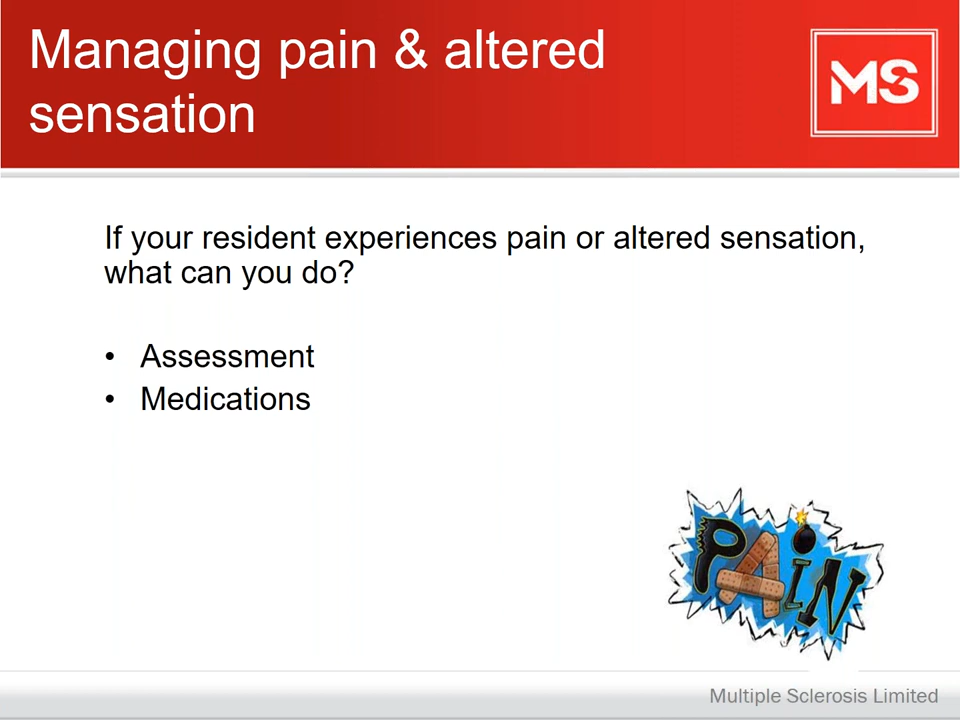 Managing pain & altered
sensation
MS
If your resident experiences pain or altered sensation,
what can you do?
• Assessment
• Medications
PAiN
Multiple Sclerosis Limited